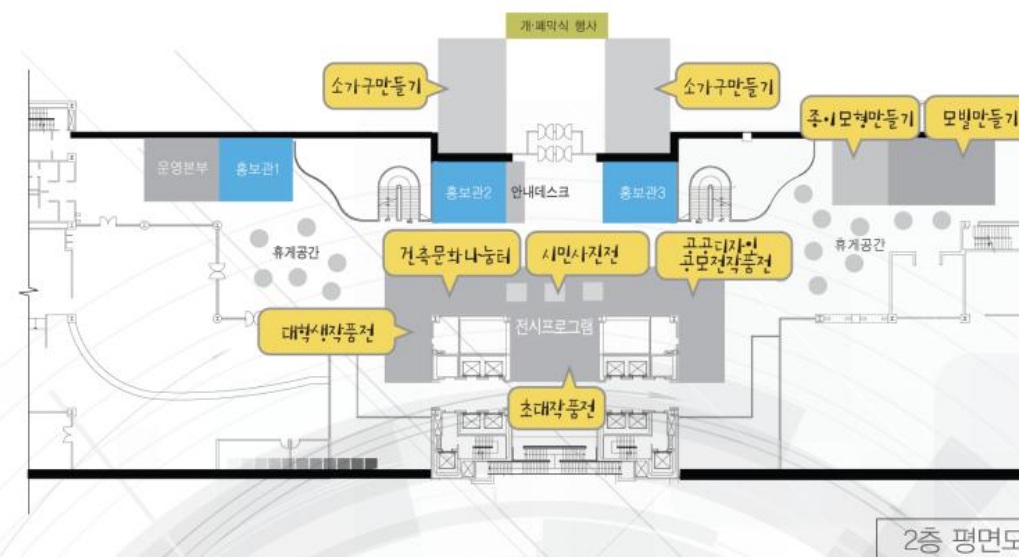 개·폐막식 행사
소가구만들기
소가구만들기
종이모형만들기
모빌만들기
운영본부
홍보관1
홍보관2
안내데스크
홍보관3
휴게공간
건축문화나눔터
시민사진전
공공디자인
공모전작품전
휴게공간
대학생작품전
전시프로그램
초대작품전
2층 평면도